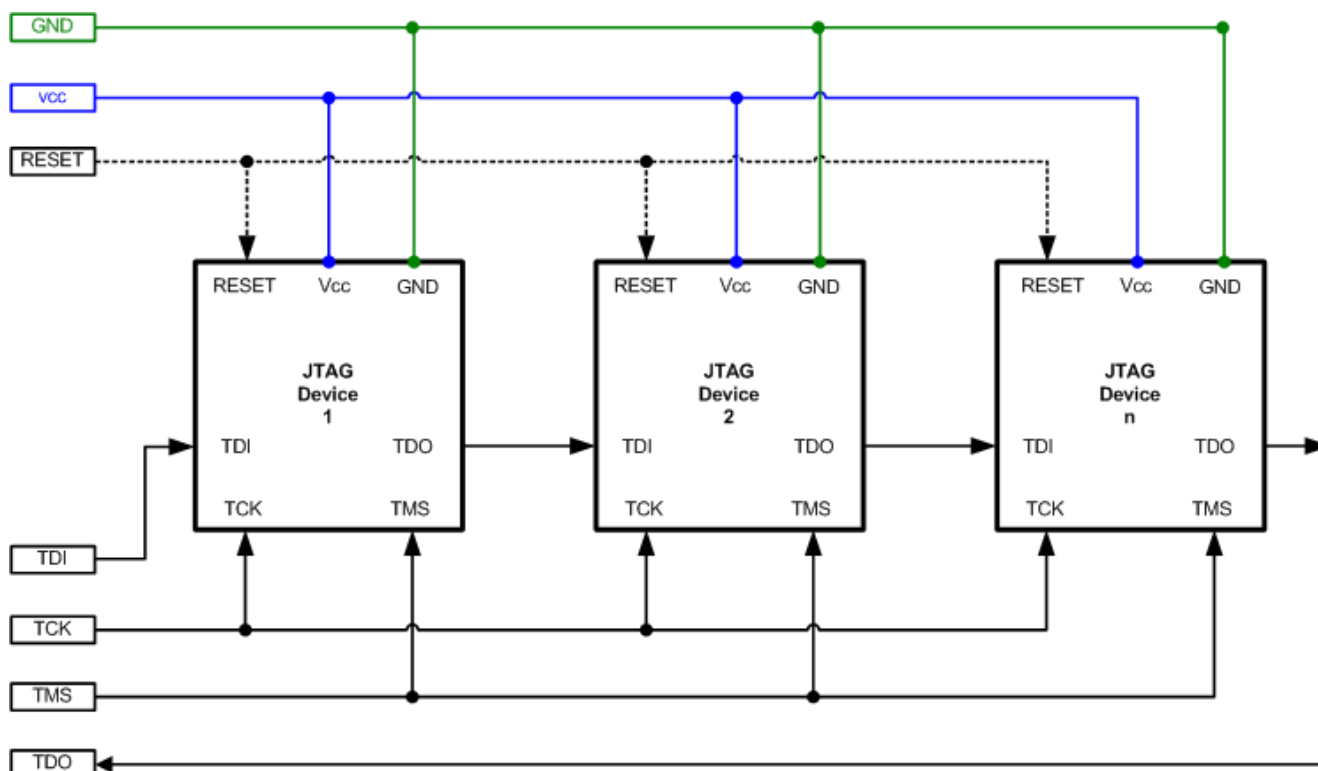 GND
vcc
RESET
RESET Vcc GND
JTAG
Device
1
TDI TDO
TCK TMS
RESET Vcc GND
JTAG
Device
2
TDI TDO
TCK TMS
RESET Vcc GND
JTAG
Device
n
TDI TDO
TCK TMS
TDI
TCK
TMS
TDO